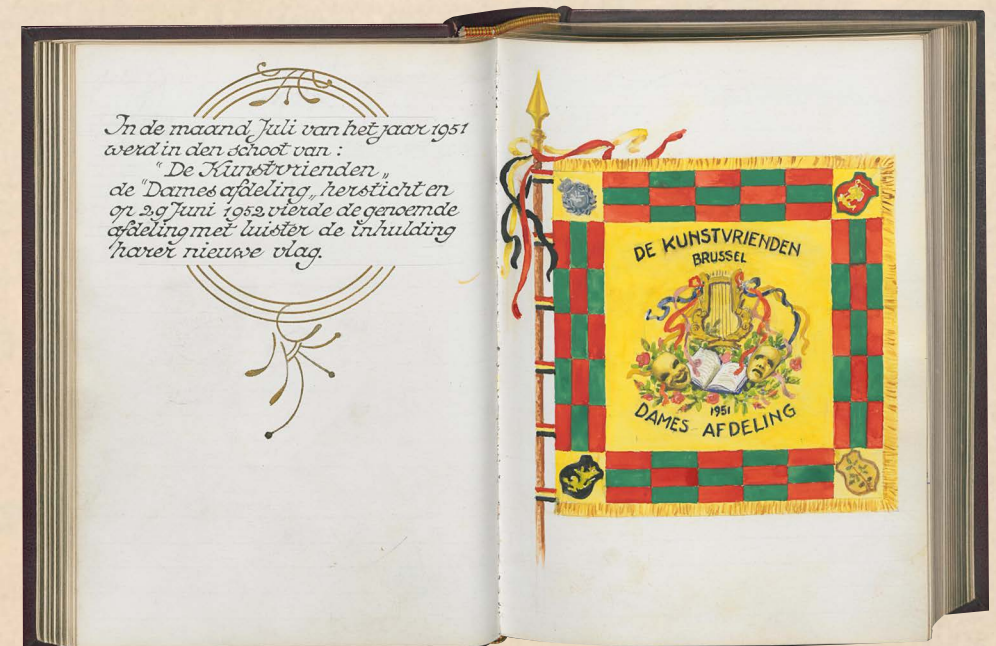 In de maand Juli van het jaar 1951
werd in den schoot van :
"De Kunstvrienden„
de "Dames afdeling„ hersticht en
op 29 Juni 1952 vierde de genoemde
afdeling met luister de inhulding
harer nieuwe vlag.
DE KUNSTVRIENDEN
BRUSSEL
1951
DAMES AFDELING